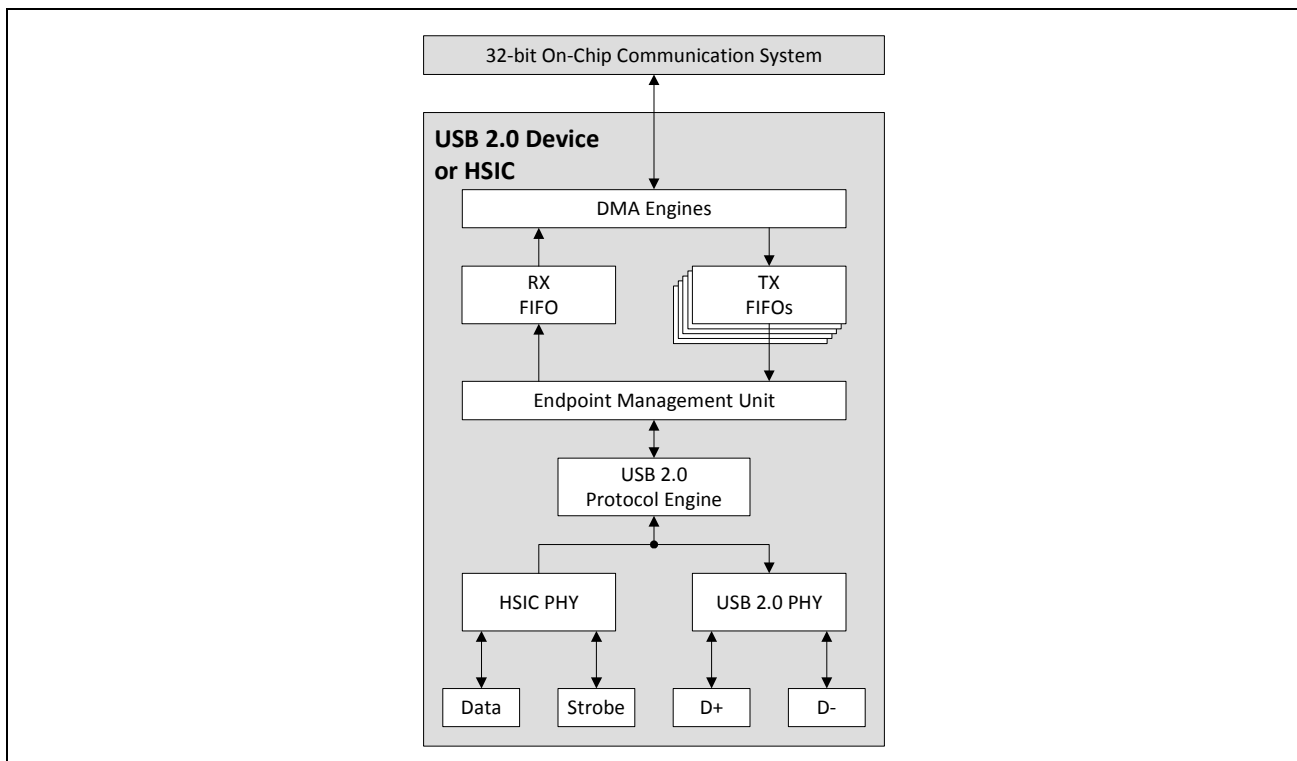 32-bit On-Chip Communication System
USB 2.0 Device
or HSIC
DMA Engines
RX
FIFO
TX
FIFOs
Endpoint Management Unit
USB 2.0
Protocol Engine
HSIC PHY
USB 2.0 PHY
Data
Strobe
D+
D-